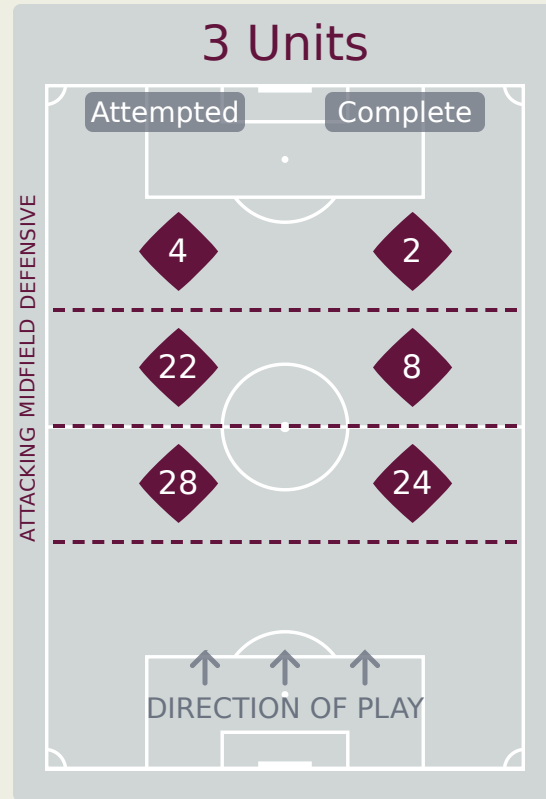 3 Units
Attempted Complete
ATTACKING MIDFIELD DEFENSIVE
4 2
22 8
28 24
DIRECTION OF PLAY